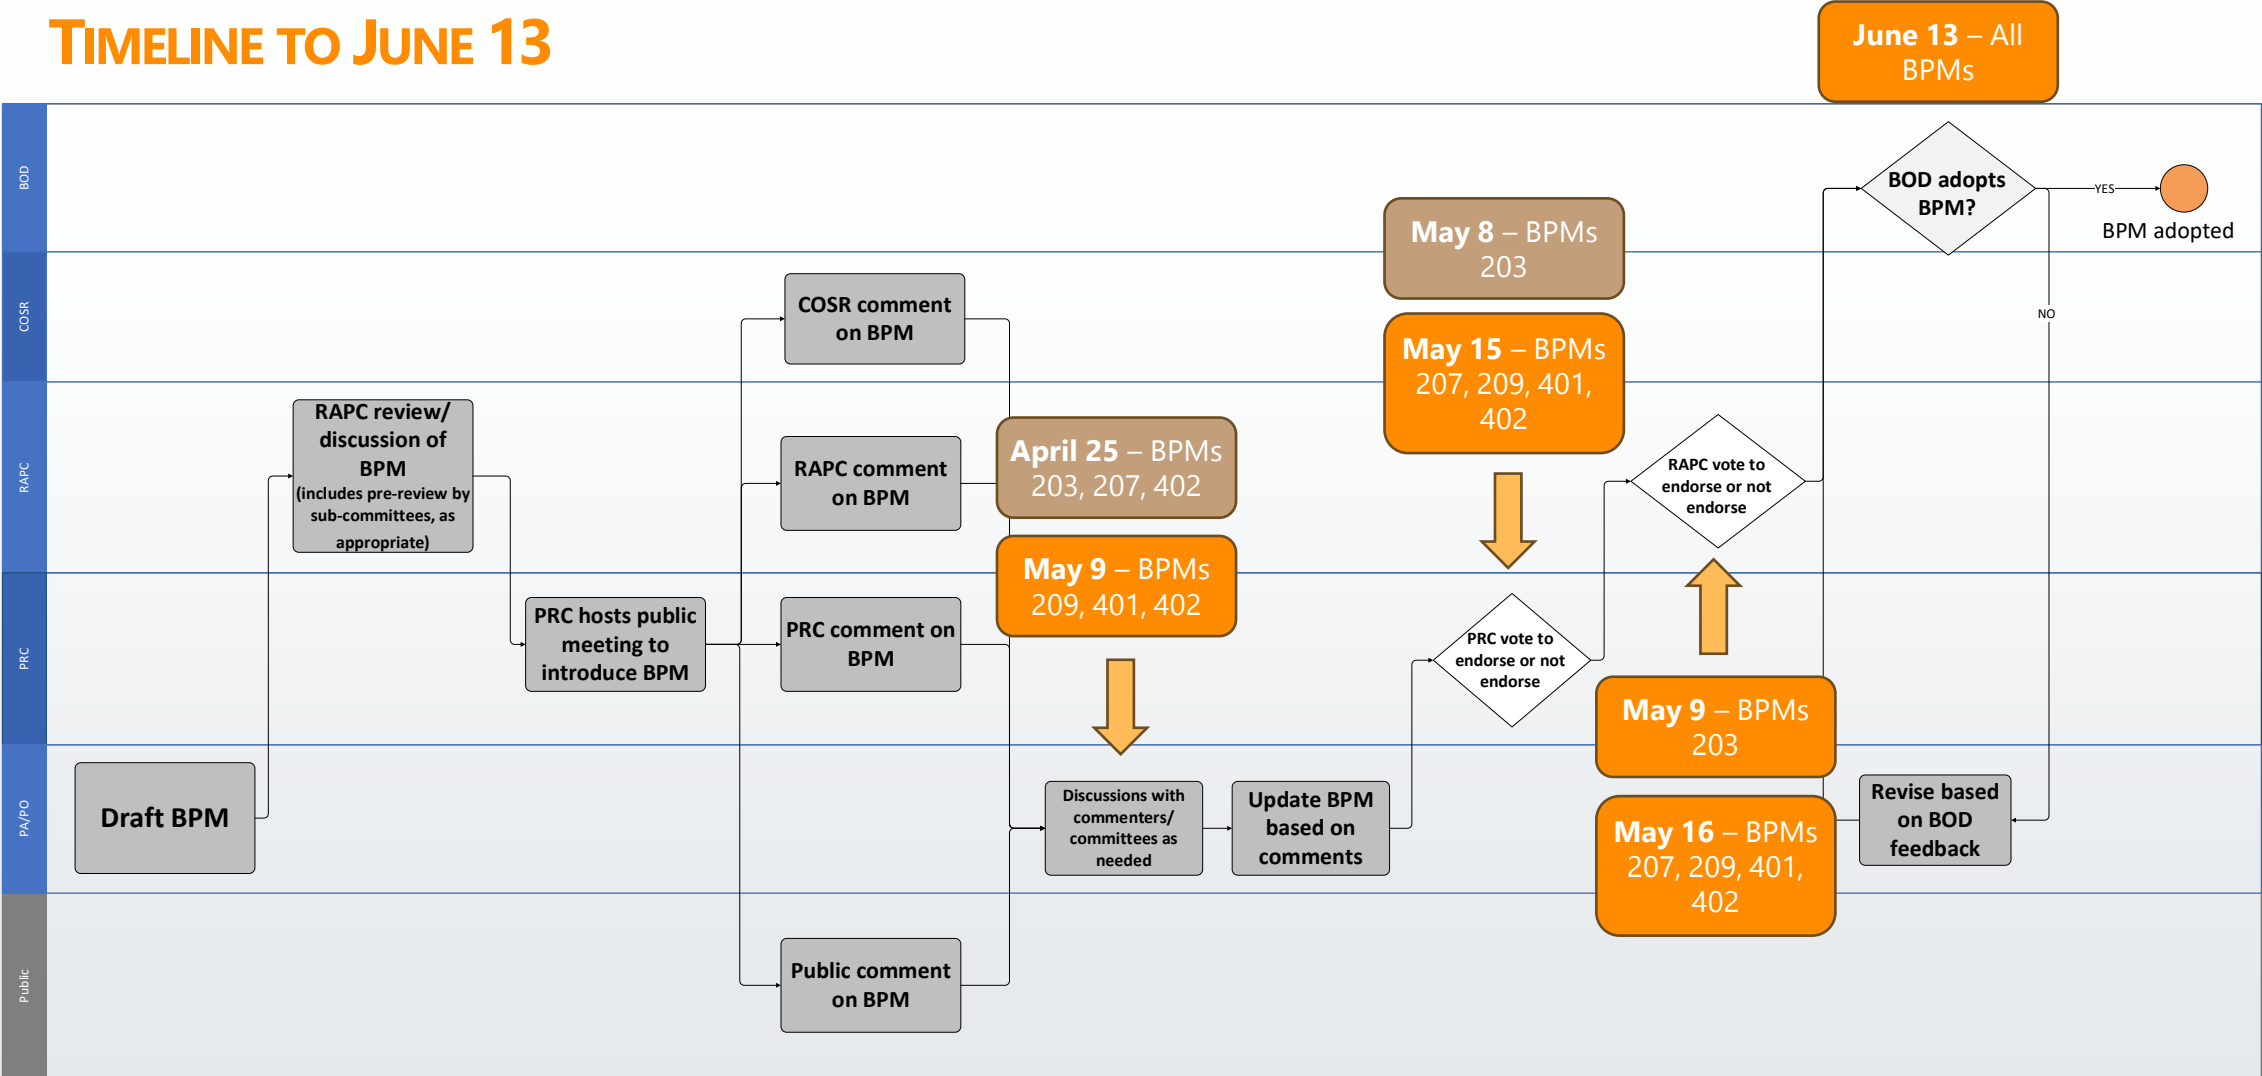 TIMELINE TO JUNE 13
June 13 – All
BPMs
BOD
BOD adopts
BPM?
YES
BPM adopted
NO
May 8 – BPMs
203
COSR
COSR comment
on BPM
May 15 – BPMs
207, 209, 401,
402
RAPC
RAPC review/
discussion of
BPM
(includes pre-review by
sub-committees, as
appropriate)
RAPC comment
on BPM
April 25 – BPMs
203, 207, 402
RAPC vote to
endorse or not
endorse
May 9 – BPMs
209, 401, 402
PRC
PRC hosts public
meeting to
introduce BPM
PRC comment on
BPM
PRC vote to
endorse or not
endorse
May 9 – BPMs
203
PA/PO
Draft BPM
Discussions with
commenters/
committees as
needed
Update BPM
based on
comments
May 16 – BPMs
207, 209, 401,
402
Revise based
on BOD
feedback
Public
Public comment
on BPM